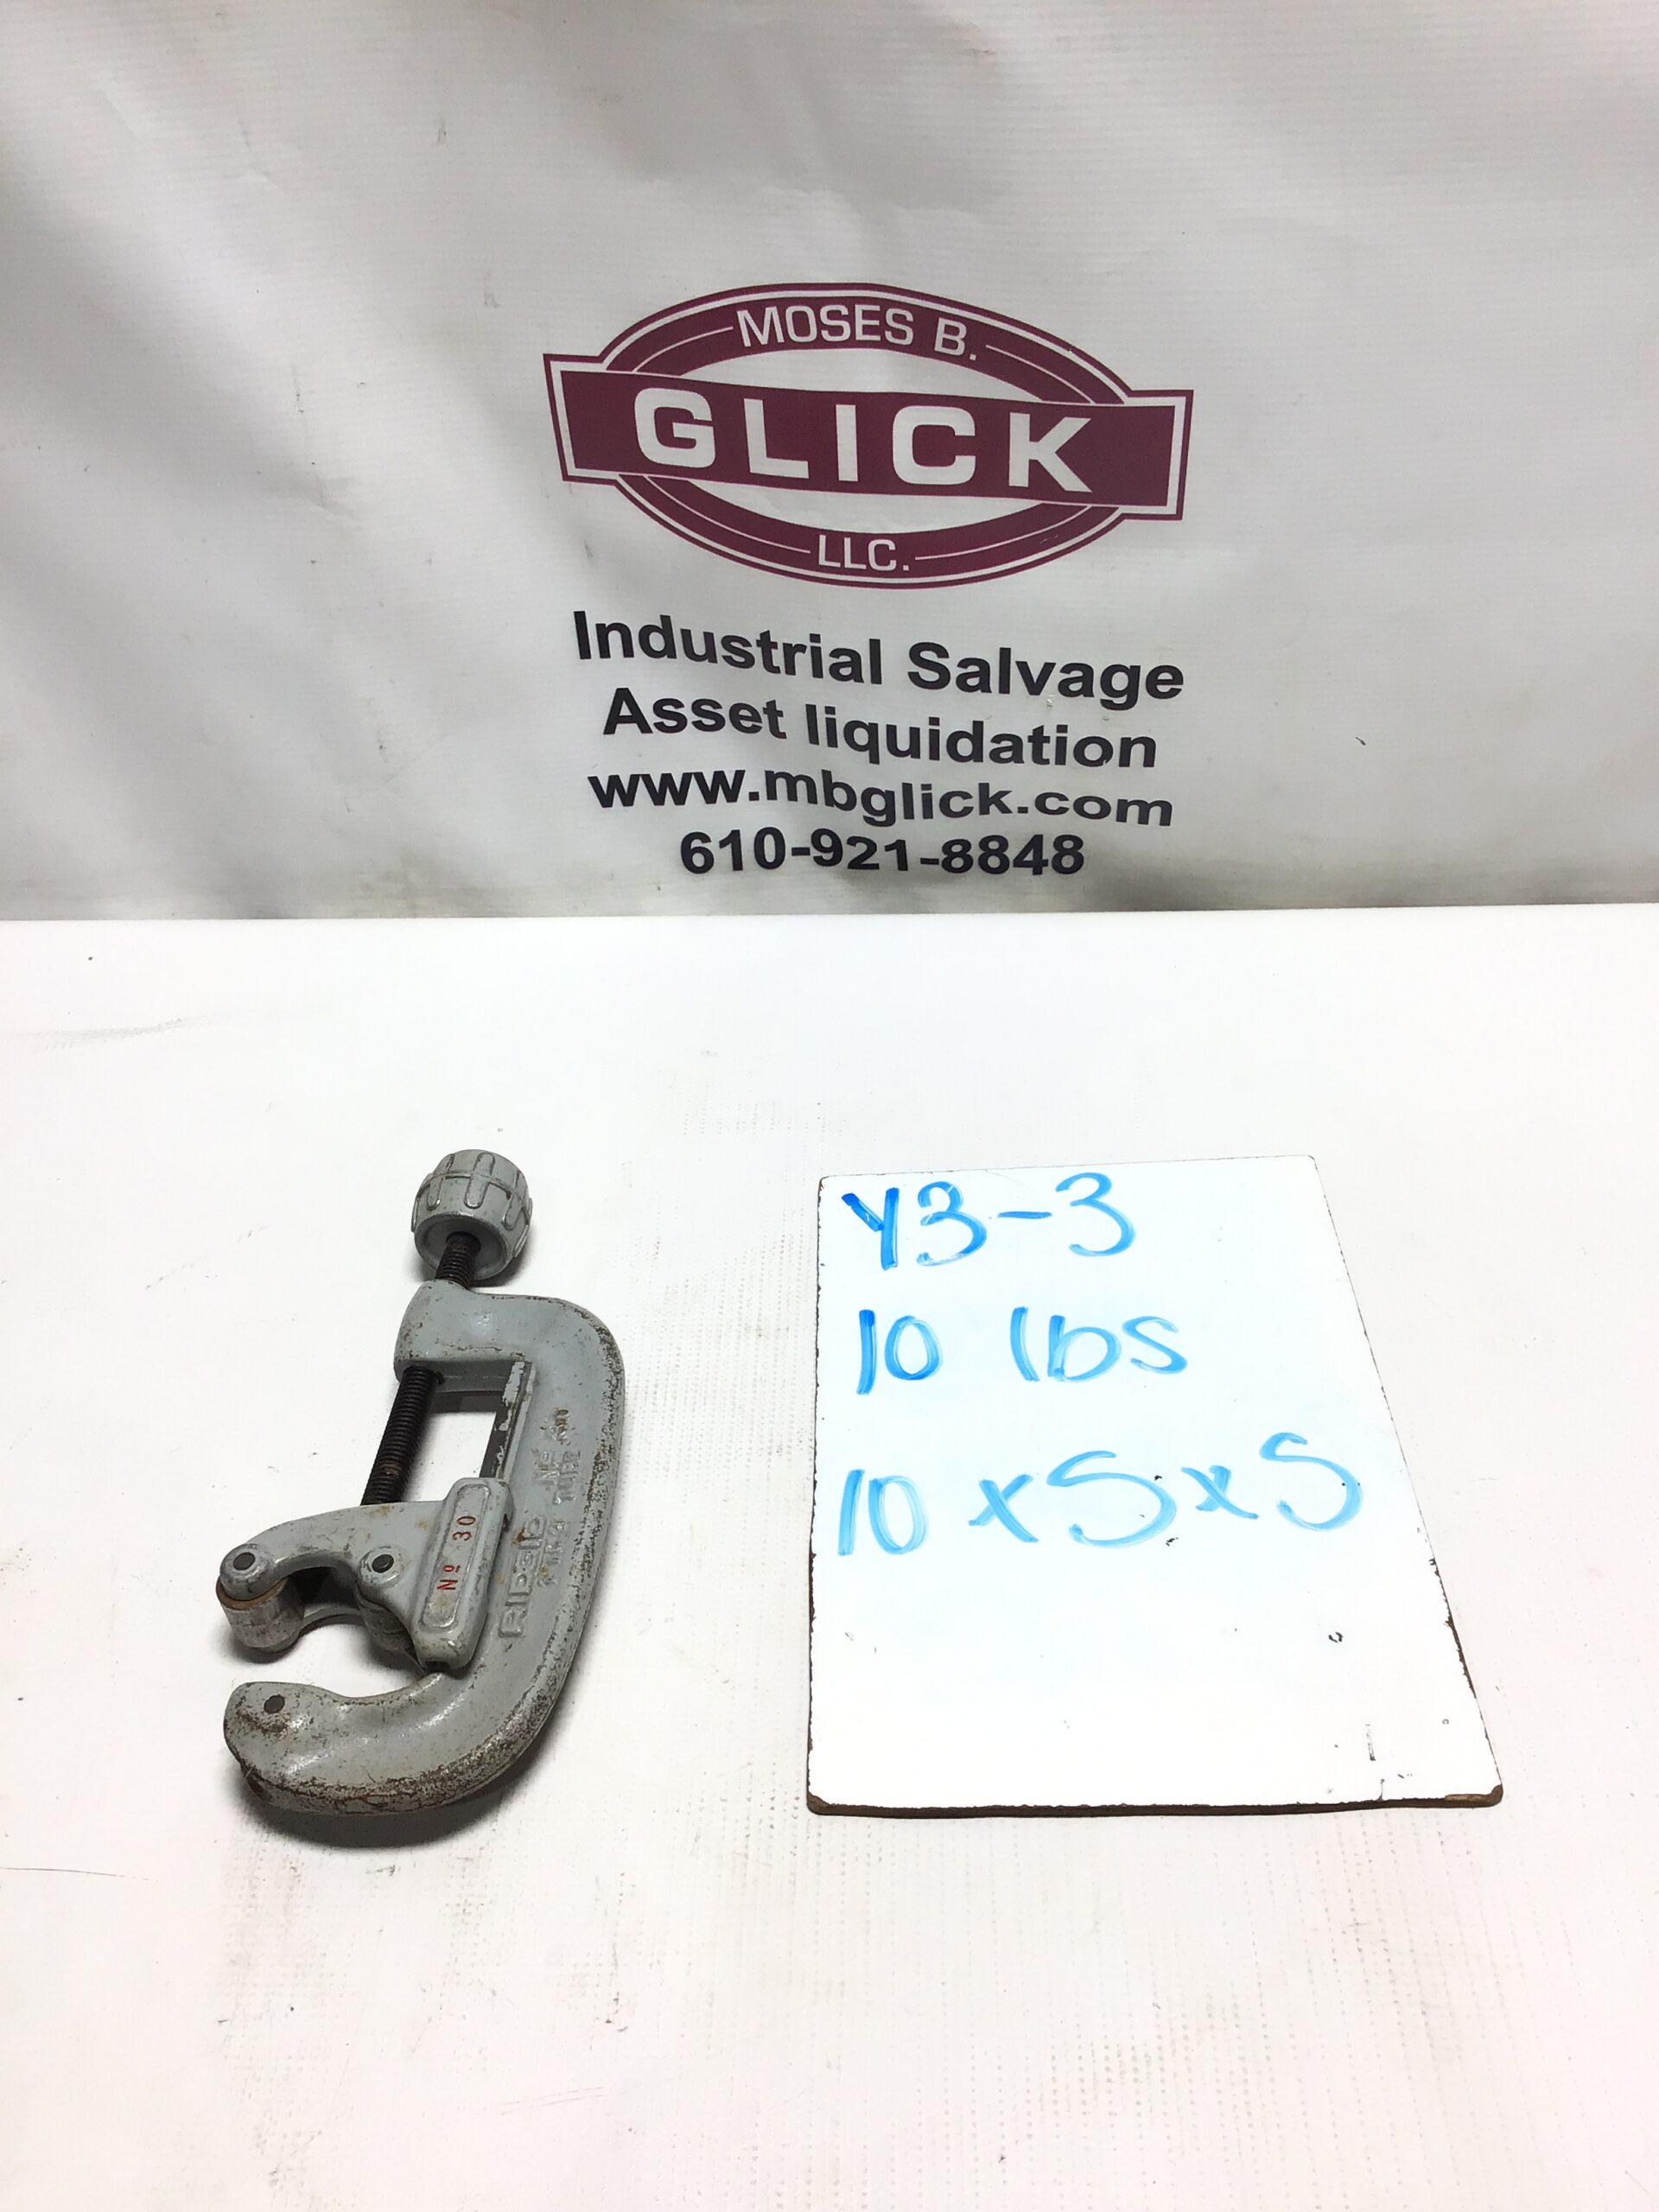 MOSES B.
GLICK
LLC.
Industrial Salvage
Asset liquidation
www.mbglick.com
610-921-8848
Y3-3
10 lbs
10 x 5 x 5
Nº 30
RIDGID